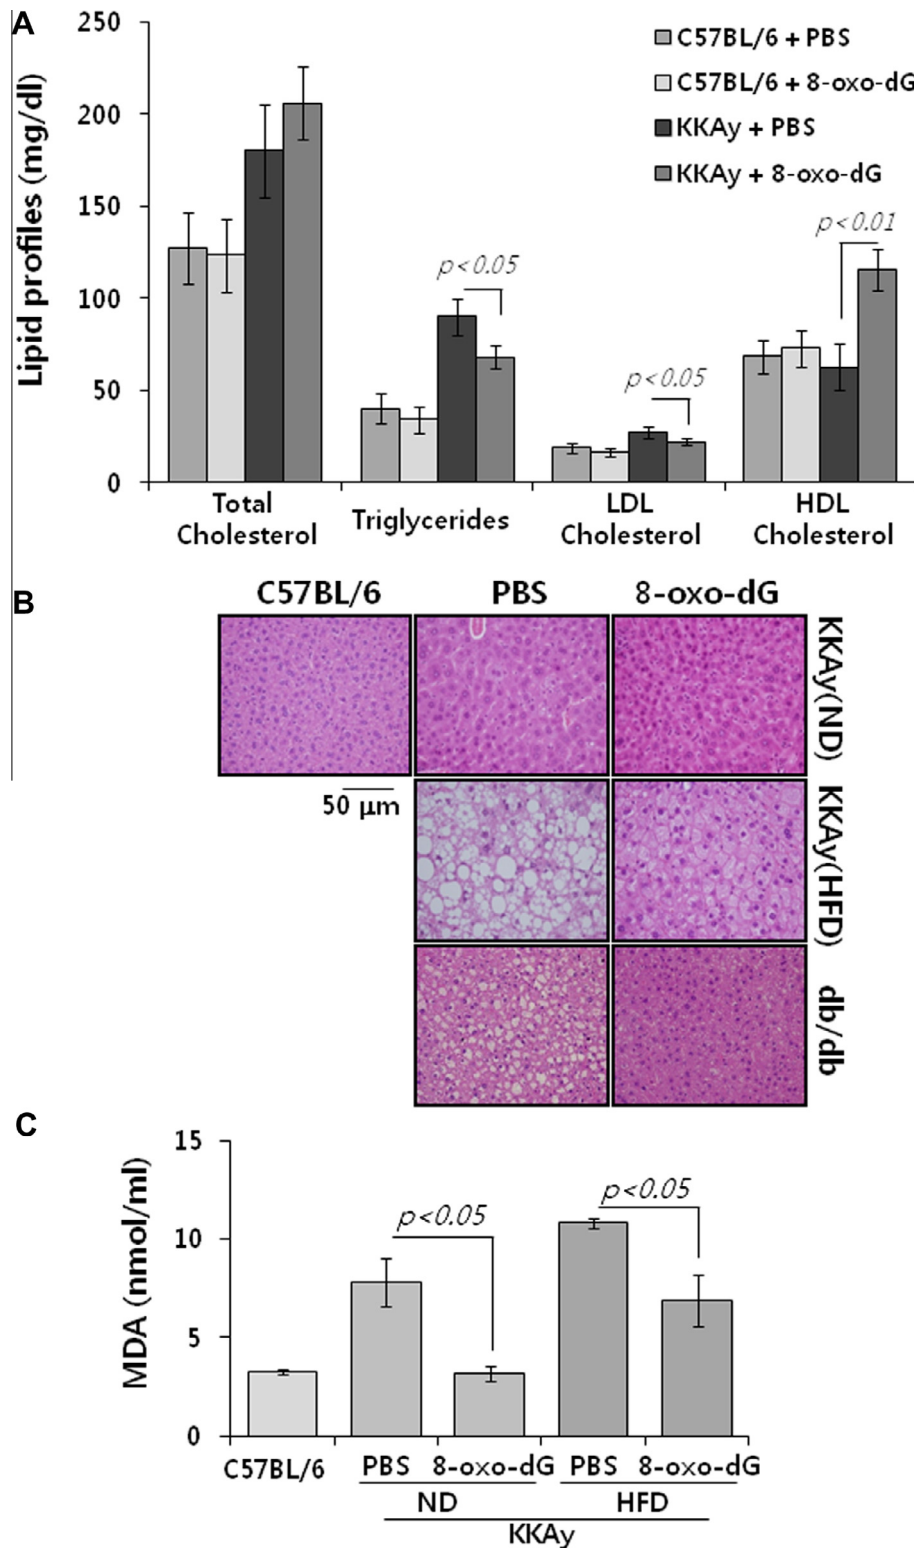 A
Lipid profiles (mg/dl)
250
200
150
100
50
0
C57BL/6 + PBS
C57BL/6 + 8-oxo-dG
KKAy + PBS
KKAy + 8-oxo-dG
p<0.05
p<0.05
p<0.01
Total Cholesterol
Triglycerides
LDL Cholesterol
HDL Cholesterol
B
C57BL/6
PBS
8-oxo-dG
KKAy(ND)
KKAy(HFD)
db/db
50 μm
C
MDA (nmol/ml)
15
10
5
0
p<0.05
p<0.05
C57BL/6
PBS
8-oxo-dG
PBS
8-oxo-dG
ND
HFD
KKAy